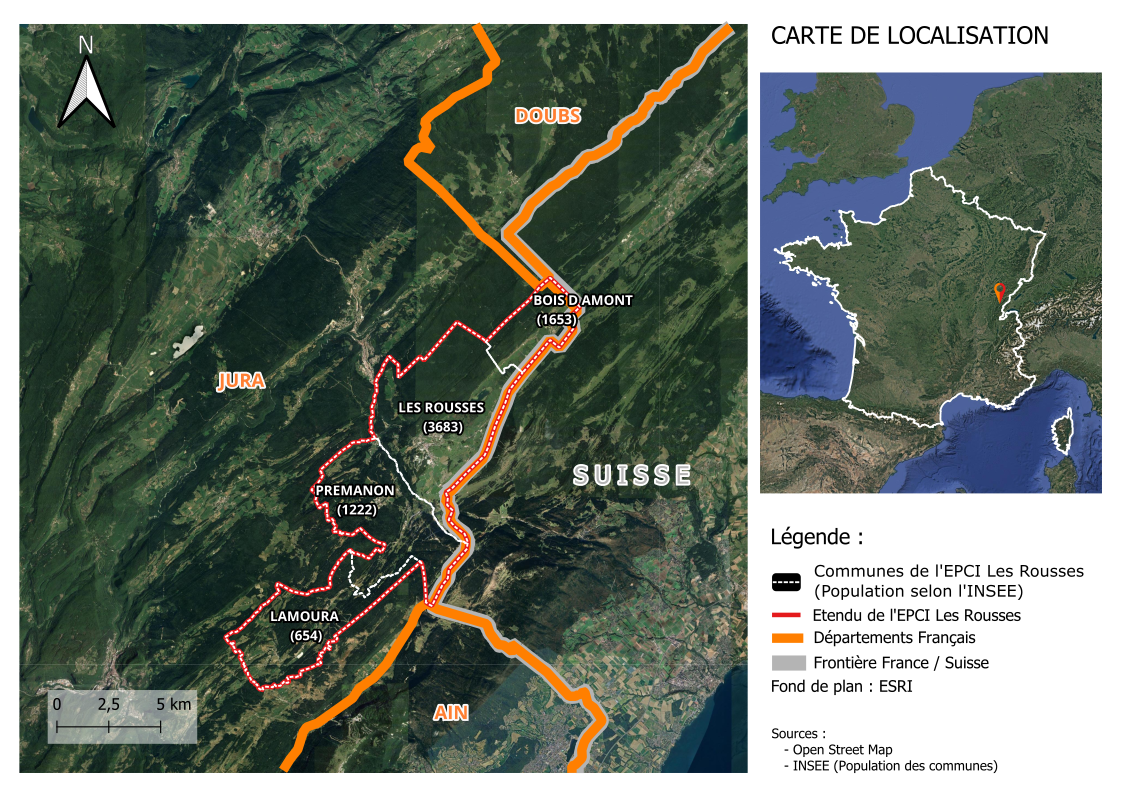 CARTE DE LOCALISATION
N
DOUBS
BOIS D AMONT
(1653)
JURA
LES ROUSSES
(3683)
SUISSE
PREMANON
(1222)
LAMOURA
(654)
AIN
0 2,5 5 km
Légende :
Communes de l'EPCI Les Rousses
(Population selon l'INSEE)
Etendu de l'EPCI Les Rousses
Départements Français
Frontière France / Suisse
Fond de plan : ESRI
Sources :
- Open Street Map
- INSEE (Population des communes)